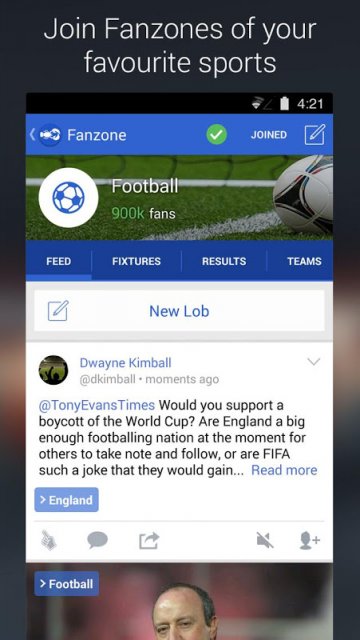 Join Fanzones of your
favourite sports
4:21
Fanzone
JOINED
Football
900k fans
FEED
FIXTURES
RESULTS
TEAMS
New Lob
Dwayne Kimball
@dkimball • moments ago
@TonyEvansTimes Would you support a
boycott of the World Cup? Are England a big
enough footballing nation at the moment for
others to take note and follow, or are FIFA
such a joke that they would gain... Read more
> England
> Football